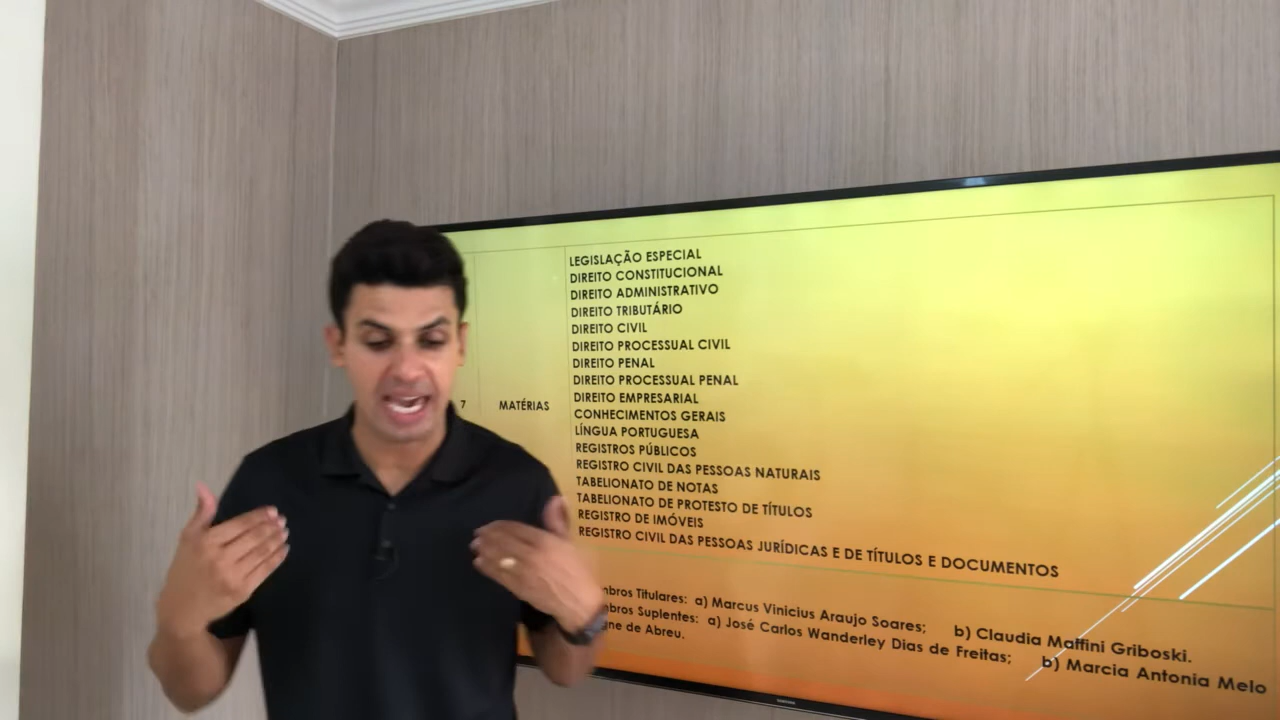 LEGISLAÇÃO ESPECIAL
DIREITO CONSTITUCIONAL
DIREITO ADMINISTRATIVO
DIREITO TRIBUTÁRIO
DIREITO CIVIL
DIREITO PROCESSUAL CIVIL
DIREITO PENAL
DIREITO PROCESSUAL PENAL
DIREITO EMPRESARIAL
7 MATÉRIAS
CONHECIMENTOS GERAIS
LÍNGUA PORTUGUESA
REGISTROS PÚBLICOS
REGISTRO CIVIL DAS PESSOAS NATURAIS
TABELIONATO DE NOTAS
TABELIONATO DE PROTESTO DE TÍTULOS
REGISTRO DE IMÓVEIS
REGISTRO CIVIL DAS PESSOAS JURÍDICAS E DE TÍTULOS E DOCUMENTOS
Titulares: a) Marcus Vinicius Araujo Soares; b) Claudia Maffini Griboski.
Suplentes: a) José Carlos Wanderley Dias de Freitas; b) Marcia Antonia Melo
de Abreu.